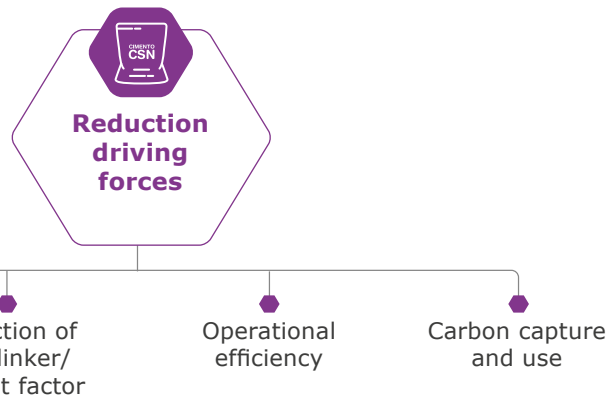 CIMENTO
CSN
Reduction
driving
forces
ction of
linker/
t factor
Operational
efficiency
Carbon capture
and use